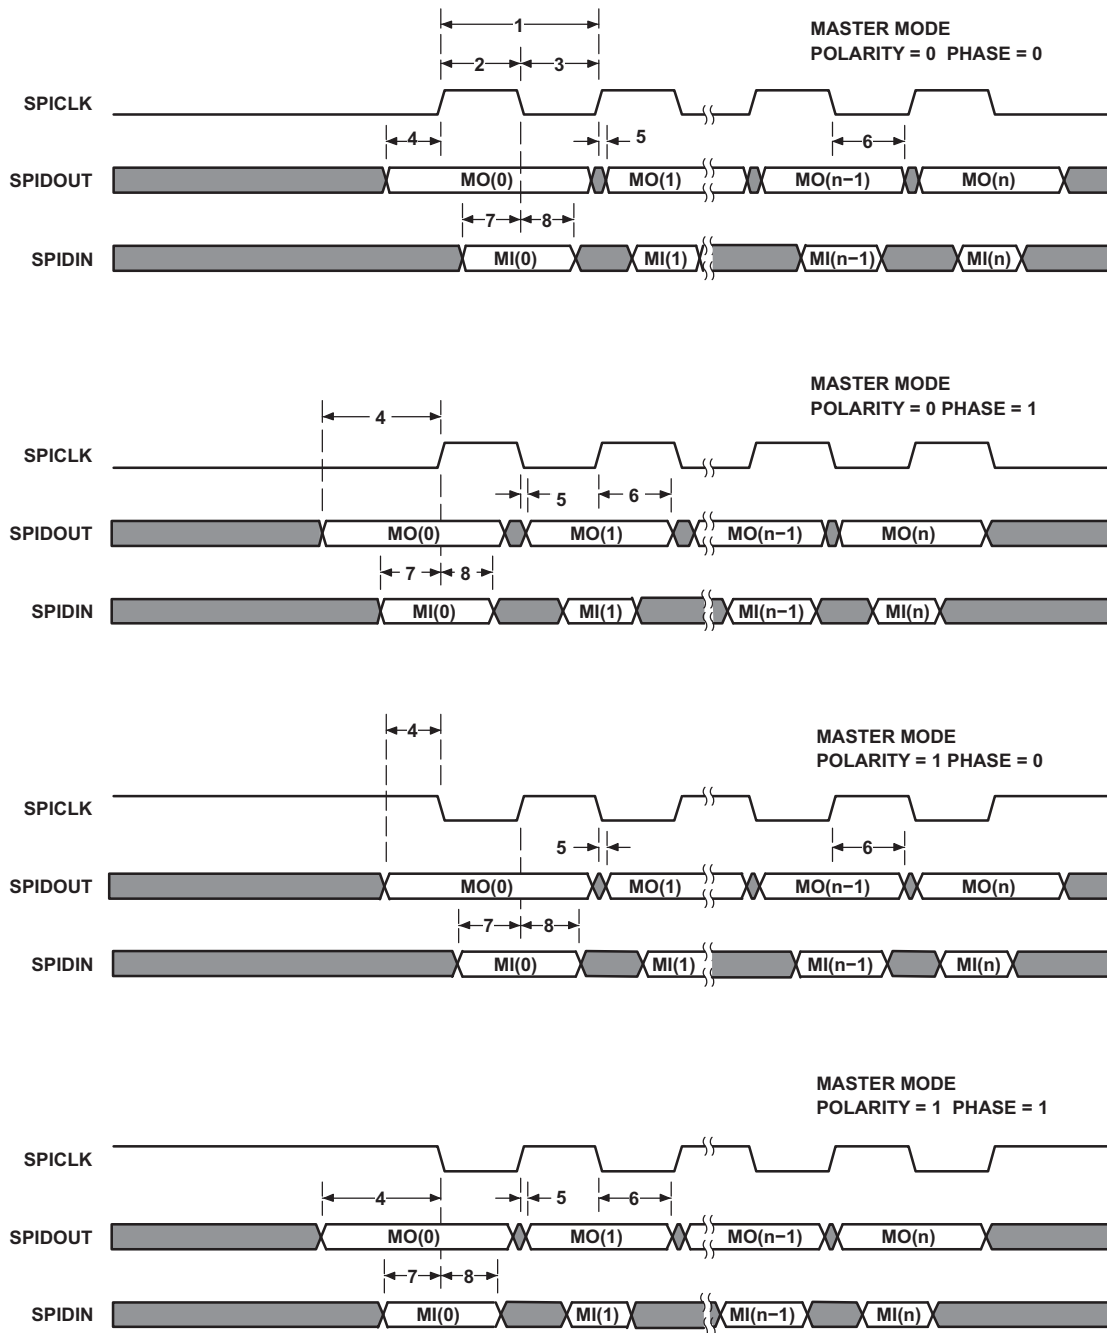 1
MASTER MODE
POLARITY = 0 PHASE = 0
2 3
SPICLK
4 5 6
SPIDOUT MO(0) MO(1) MO(n−1) MO(n)
7 8
SPIDIN MI(0) MI(1) MI(n−1) MI(n)
MASTER MODE
POLARITY = 0 PHASE = 1
4
SPICLK
5 6
SPIDOUT MO(0) MO(1) MO(n−1) MO(n)
7 8
SPIDIN MI(0) MI(1) MI(n−1) MI(n)
MASTER MODE
POLARITY = 1 PHASE = 0
4
SPICLK
5 6
SPIDOUT MO(0) MO(1) MO(n−1) MO(n)
7 8
SPIDIN MI(0) MI(1) MI(n−1) MI(n)
MASTER MODE
POLARITY = 1 PHASE = 1
SPICLK
4 5 6
SPIDOUT MO(0) MO(1) MO(n−1) MO(n)
7 8
SPIDIN MI(0) MI(1) MI(n−1) MI(n)